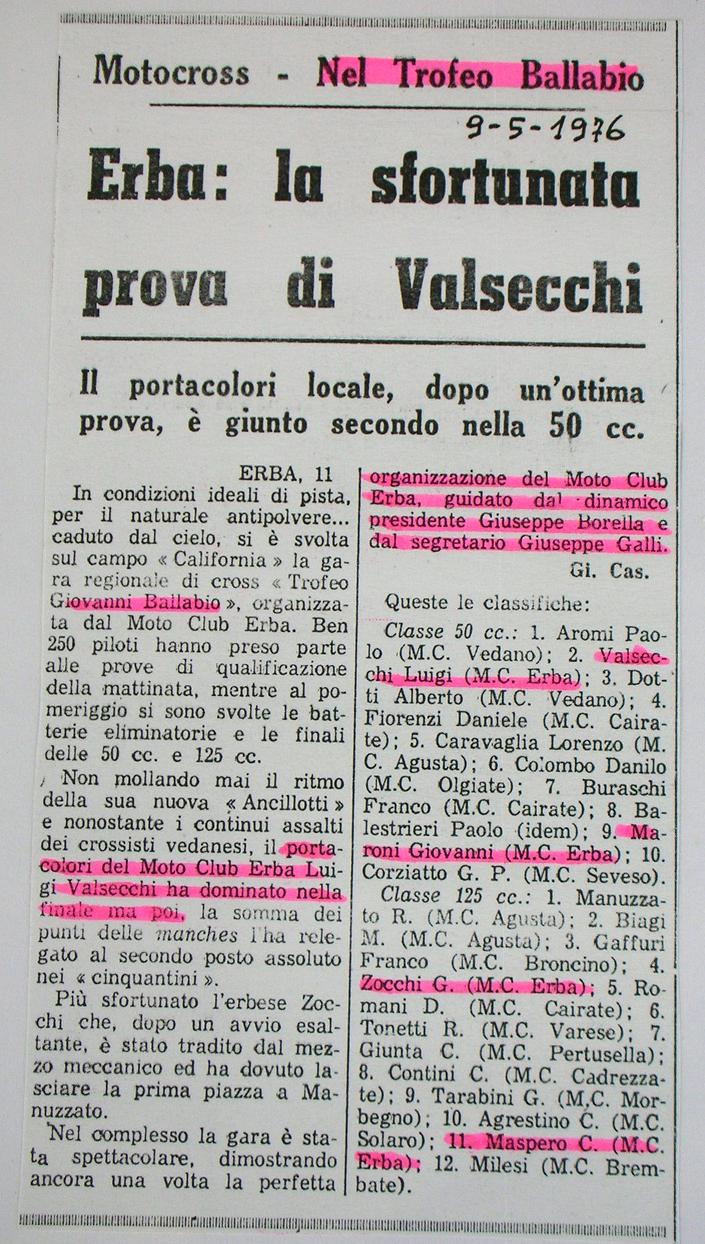 Motocross - Nel Trofeo Ballabio
9-5-1976
Erba: la sfortunata
prova di Valsecchi
Il portacolori locale, dopo un'ottima
prova, è giunto secondo nella 50 cc.
ERBA, 11
In condizioni ideali di pista,
per il naturale antipolvere...
caduto dal cielo, si è svolta
sul campo « California » la ga-
ra regionale di cross « Trofeo
Giovanni Ballabio », organizza-
ta dal Moto Club Erba. Ben
250 piloti hanno preso parte
alle prove di qualificazione
della mattinata, mentre al po-
meriggio si sono svolte le bat-
terie eliminatorie e le finali
delle 50 cc. e 125 cc.
Non mollando mai il ritmo
della sua nuova « Ancillotti »
e nonostante i continui assalti
dei crossisti vedanesi, il porta-
colori del Moto Club Erba Lui-
gi Valsecchi ha dominato nella
finale ma poi, la somma dei
punti delle manches l'ha rele-
gato al secondo posto assoluto
nei « cinquantini ».
Più sfortunato l'erbese Zoc-
chi che, dopo un avvio esal-
tante, è stato tradito dal mez-
zo meccanico ed ha dovuto la-
sciare la prima piazza a Ma-
nuzzato.
Nel complesso la gara è sta-
ta spettacolare, dimostrando
ancora una volta la perfetta
organizzazione del Moto Club
Erba, guidato dal dinamico
presidente Giuseppe Borella e
dal segretario Giuseppe Galli.
Gi. Cas.
Queste le classifiche:
Classe 50 cc.: 1. Aromi Pao-
lo (M.C. Vedano); 2. Valsec-
chi Luigi (M.C. Erba); 3. Dot-
ti Alberto (M.C. Vedano); 4.
Fiorenzi Daniele (M.C. Caira-
te); 5. Caravaglia Lorenzo (M.
C. Agusta); 6. Colombo Danilo
(M.C. Olgiate); 7. Buraschi
Franco (M.C. Cairate); 8. Ba-
lestrieri Paolo (idem); 9. Ma-
roni Giovanni (M.C. Erba); 10.
Corziatto G. P. (M.C. Seveso).
Classe 125 cc.: 1. Manuzza-
to R. (M.C. Agusta); 2. Biagi
M. (M.C. Agusta); 3. Gaffuri
Franco (M.C. Broncino); 4.
Zocchi G. (M.C. Erba); 5. Ro-
mani D. (M.C. Cairate); 6.
Tonetti R. (M.C. Varese); 7.
Giunta C. (M.C. Pertusella);
8. Contini C. (M.C. Cadrezza-
te); 9. Tarabini G. (M.C. Mor-
begno); 10. Agrestino C. (M.C.
Solaro); 11. Maspero C. (M.C.
Erba); 12. Milesi (M.C. Brem-
bate).